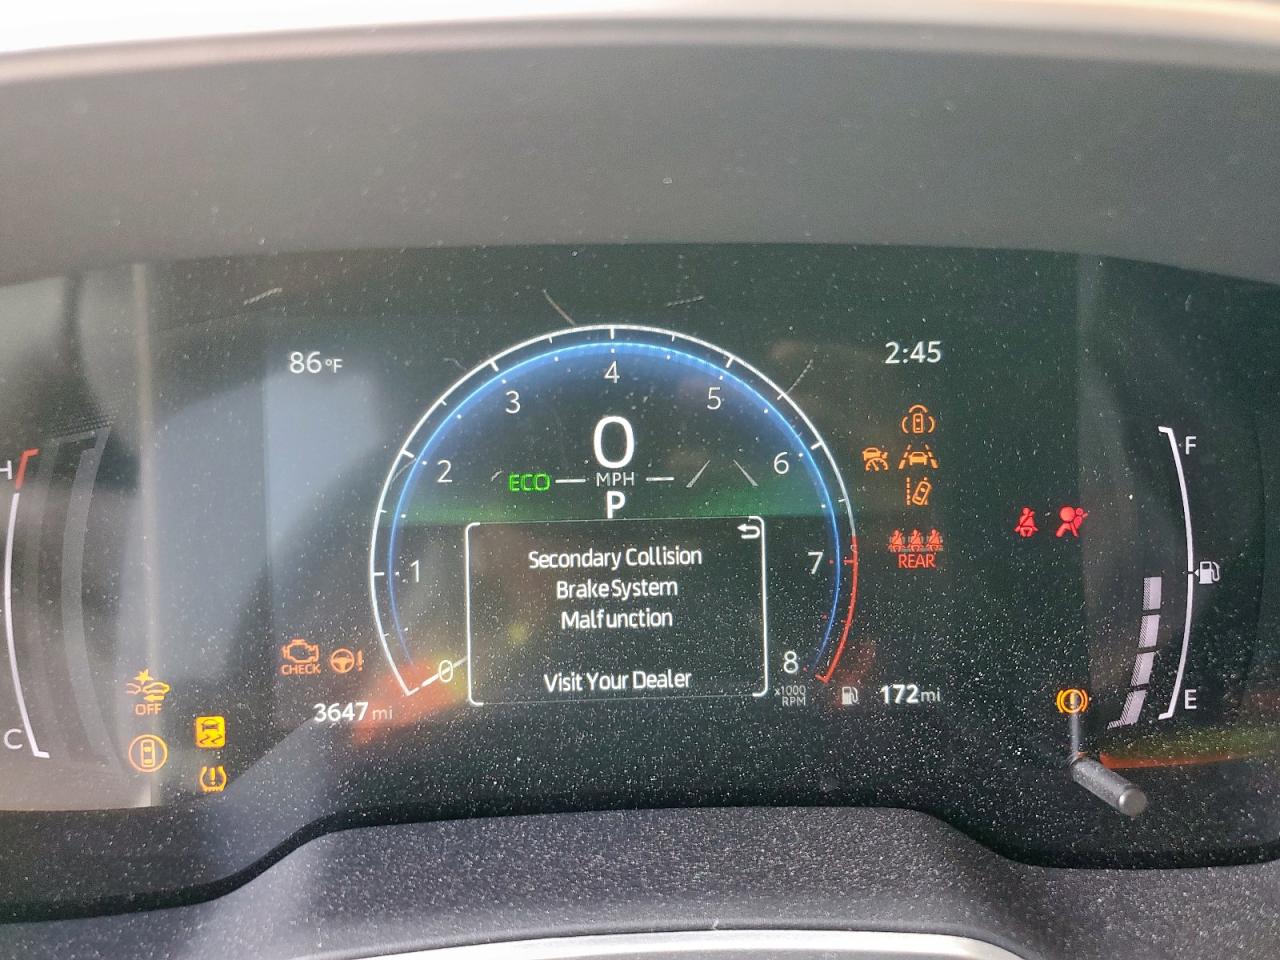 86°F
2:45
4
3
5
0
2
6
MPH
ECO
P
F
H
REAR
1
7
Secondary Collision
Brake System
Malfunction
Visit Your Dealer
CHECK
0
8
x1000
RPM
3647 mi
172 mi
OFF
C
E